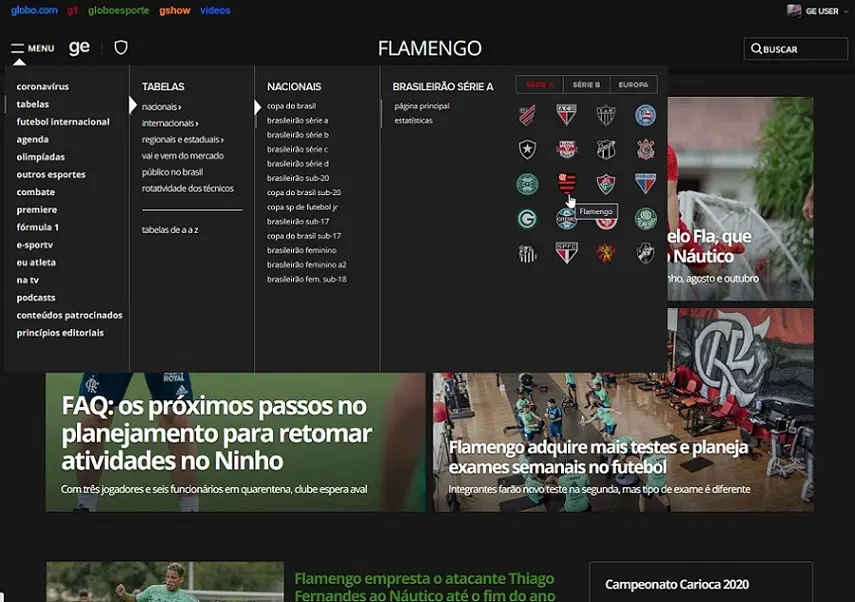 globo.com g1 globoesporte gshow vídeos
GE USER
MENU ge
FLAMENGO
BUSCAR
coronavírus
tabelas
futebol internacional
agenda
olimpíadas
outros esportes
combate
premiere
fórmula 1
e-sportv
eu atleta
na tv
podcasts
conteúdos patrocinados
princípios editoriais
TABELAS
nacionais ›
internacionais ›
regionais e estaduais ›
vai e vem do mercado
público no brasil
rotatividade dos técnicos
tabelas de a a z
NACIONAIS
copa do brasil
brasileirão série a
brasileirão série b
brasileirão série c
brasileirão série d
brasileirão sub-20
copa do brasil sub-20
copa sp de futebol jr
brasileirão sub-17
copa do brasil sub-17
brasileirão feminino
brasileirão feminino a2
brasileirão fem. sub-18
BRASILEIRÃO SÉRIE A
página principal
estatísticas
SÉRIE A SÉRIE B EUROPA
Flamengo
elo Fla, que
o Náutico
nho, agosto e outubro
FAQ: os próximos passos no
planejamento para retomar
atividades no Ninho
Com três jogadores e seis funcionários em quarentena, clube espera aval
Flamengo adquire mais testes e planeja
exames semanais no futebol
Integrantes farão novo teste na segunda, mas tipo de exame é diferente
Flamengo empresta o atacante Thiago
Fernandes ao Náutico até o fim do ano
Campeonato Carioca 2020